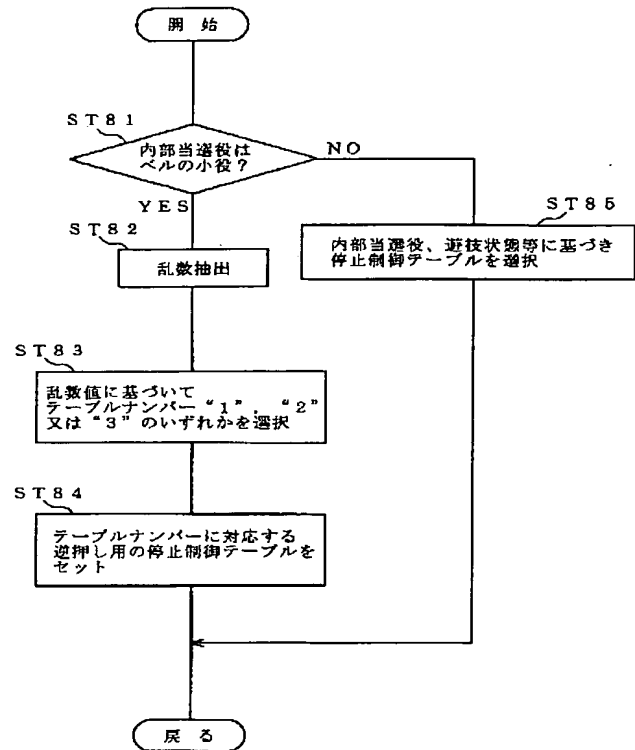 開始
ST81
内部当選役は
ベルの小役？
NO
YES
ST82
乱数抽出
ST85
内部当選役、遊技状態等に基づき
停止制御テーブルを選択
ST83
乱数値に基づいて
テーブルナンバー“1”，“2”
又は“3”のいずれかを選択
ST84
テーブルナンバーに対応する
逆押し用の停止制御テーブルを
セット
戻る